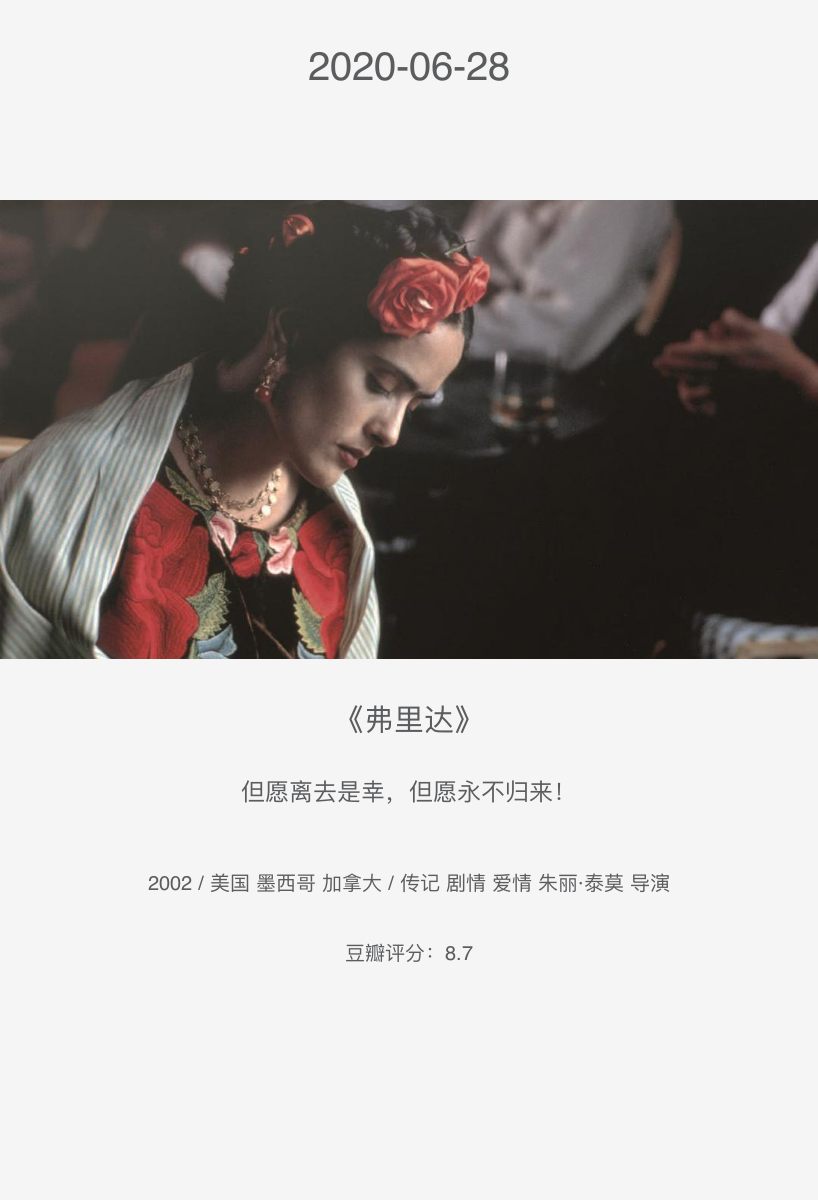 2020-06-28
《弗里达》
但愿离去是幸，但愿永不归来！
2002 / 美国 墨西哥 加拿大 / 传记 剧情 爱情 朱丽·泰莫 导演
豆瓣评分：8.7